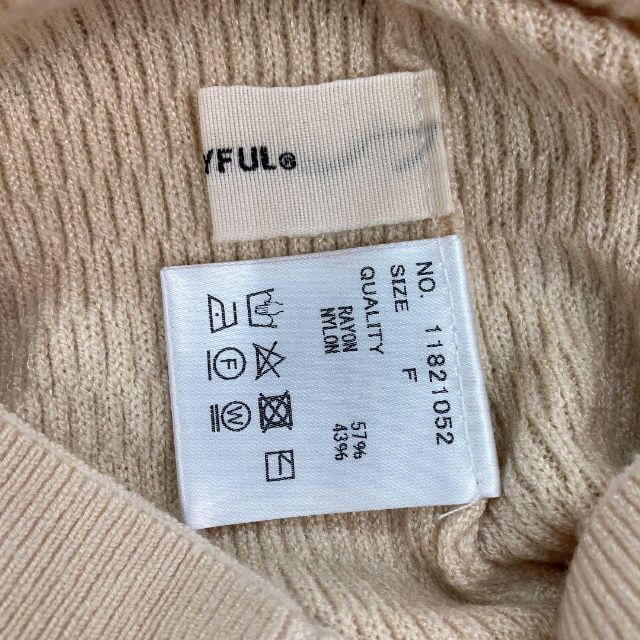 YFUL®
NO. 11821052
SIZE F
QUALITY
RAYON 57%
NYLON 43%
F
W